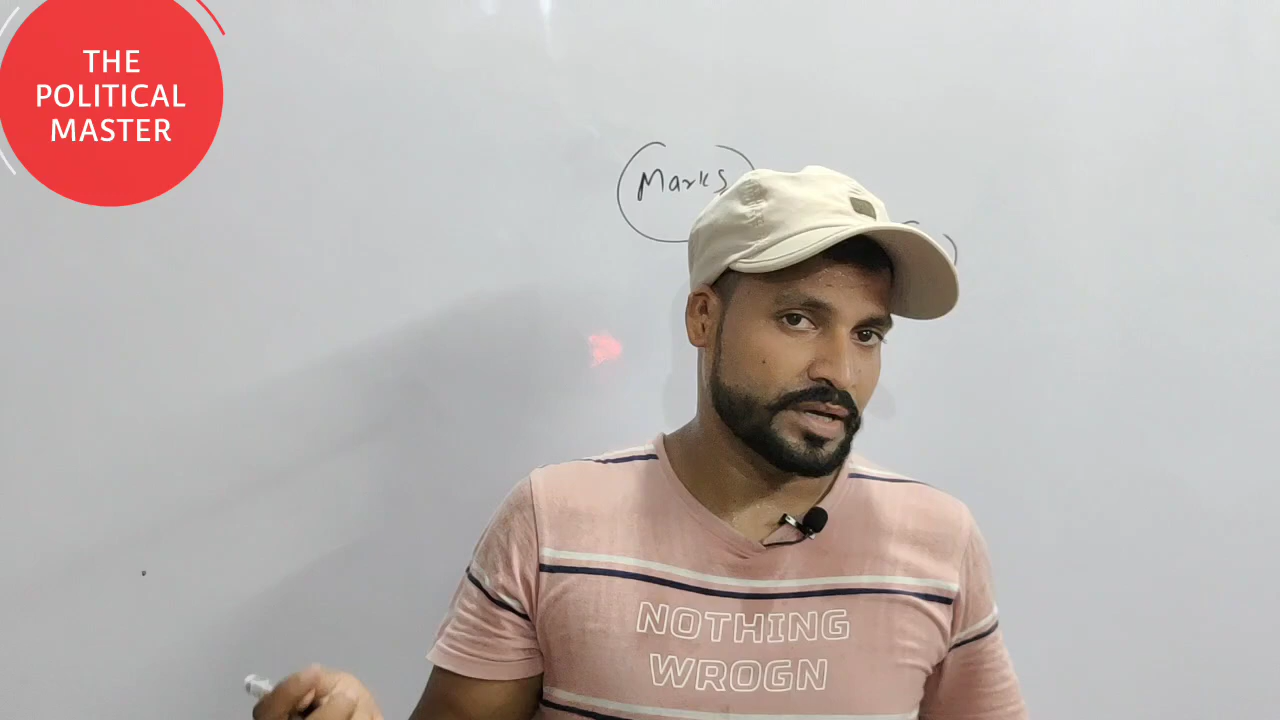 THE
POLITICAL
MASTER
Marks
NOTHING
WROGN